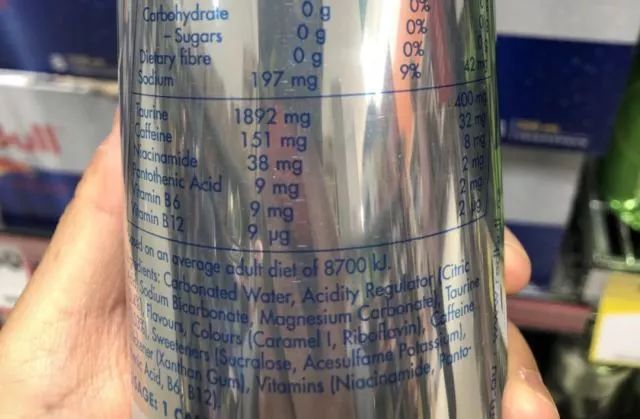 Carbohydrate 0 g 0%
– Sugars 0 g 0%
Dietary fibre 0 g 0%
Sodium 197 mg 9% 42 m
Taurine 1892 mg 400 mg
Caffeine 151 mg 32 mg
Niacinamide 38 mg 8 mg
Pantothenic Acid 9 mg 2 mg
Vitamin B6 9 mg 2 mg
Vitamin B12 9 µg 2 µg
on an average adult diet of 8700 kJ.
Carbonated Water, Acidity Regulator (Citric
Sodium Bicarbonate, Magnesium Carbonate), Taurine
Flavours, Colours (Caramel I, Riboflavin), Caffeine
Sweeteners (Sucralose, Acesulfame Potassium),
(Xanthan Gum), Vitamins (Niacinamide, Panto-
Acid, B6, B12).
SAGE: 1 CA